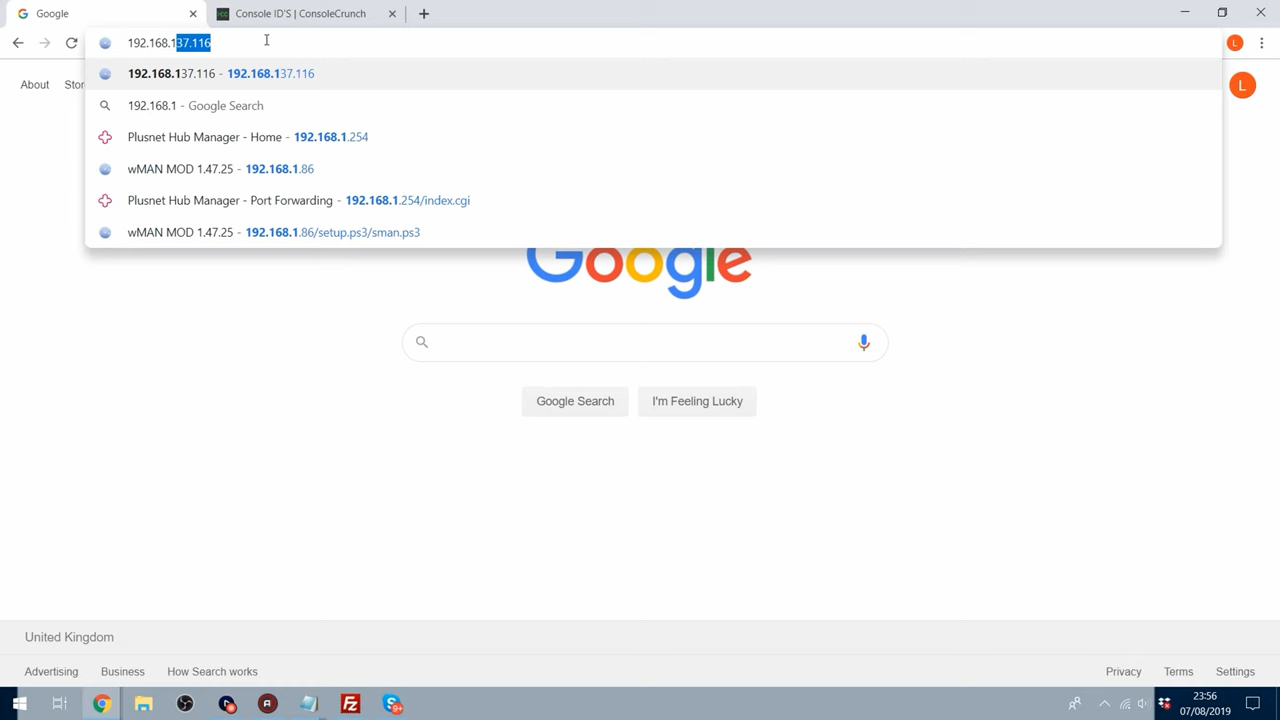 Google
Console ID'S | ConsoleCrunch
192.168.137.116
L
192.168.137.116 - 192.168.137.116
192.168.1 - Google Search
Plusnet Hub Manager - Home - 192.168.1.254
wMAN MOD 1.47.25 - 192.168.1.86
Plusnet Hub Manager - Port Forwarding - 192.168.1.254/index.cgi
wMAN MOD 1.47.25 - 192.168.1.86/setup.ps3/sman.ps3
About
Stor
L
Google
Google Search
I'm Feeling Lucky
United Kingdom
Advertising
Business
How Search works
Privacy
Terms
Settings
Fz
S
9+
23:56
07/08/2019